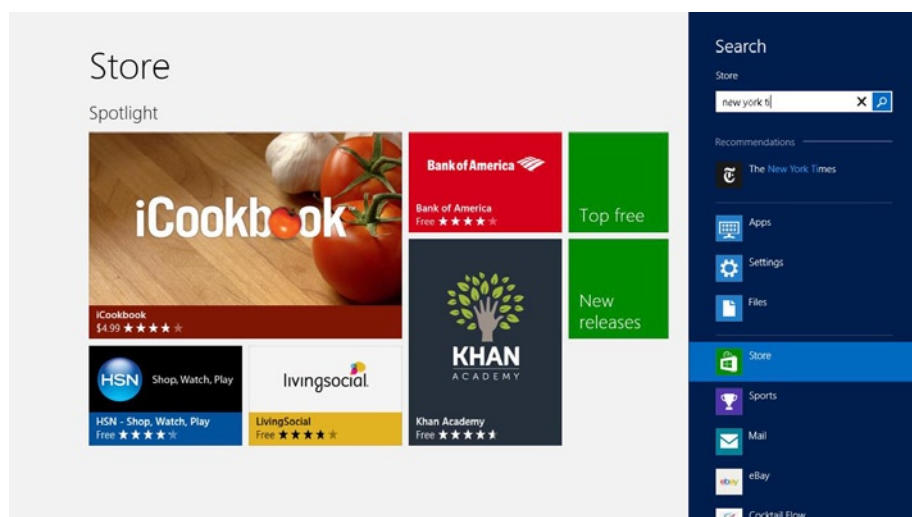 Store
Spotlight
iCookbook
iCookbook
$4.99
Bank of America
Bank of America
Free
Top free
New
releases
KHAN
ACADEMY
Khan Academy
Free
HSN
Shop, Watch, Play
HSN - Shop, Watch, Play
Free
livingsocial.
LivingSocial
Free
Search
Store
new york ti
Recommendations
The New York Times
Apps
Settings
Files
Store
Sports
Mail
ebay
eBay
Cocktail Flow